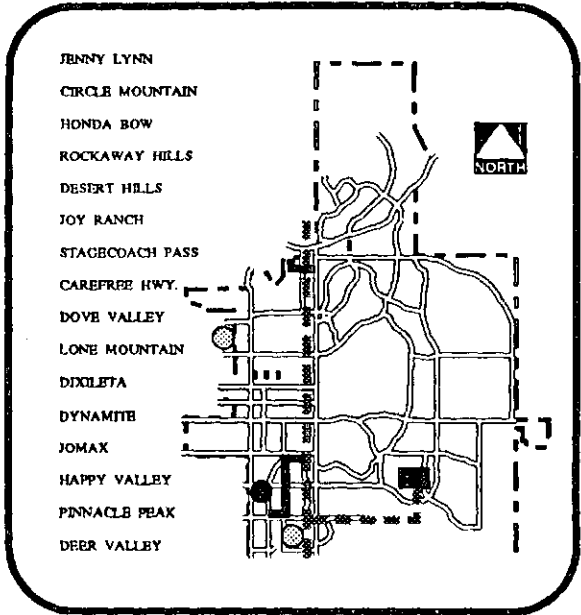 JENNY LYNN
CIRCLE MOUNTAIN
HONDA BOW
ROCKAWAY HILLS
DESERT HILLS
JOY RANCH
STAGECOACH PASS
CAREFREE HWY.
DOVE VALLEY
LONE MOUNTAIN
DIXILETA
DYNAMITE
JOMAX
HAPPY VALLEY
PINNACLE PEAK
DEER VALLEY
NORTH